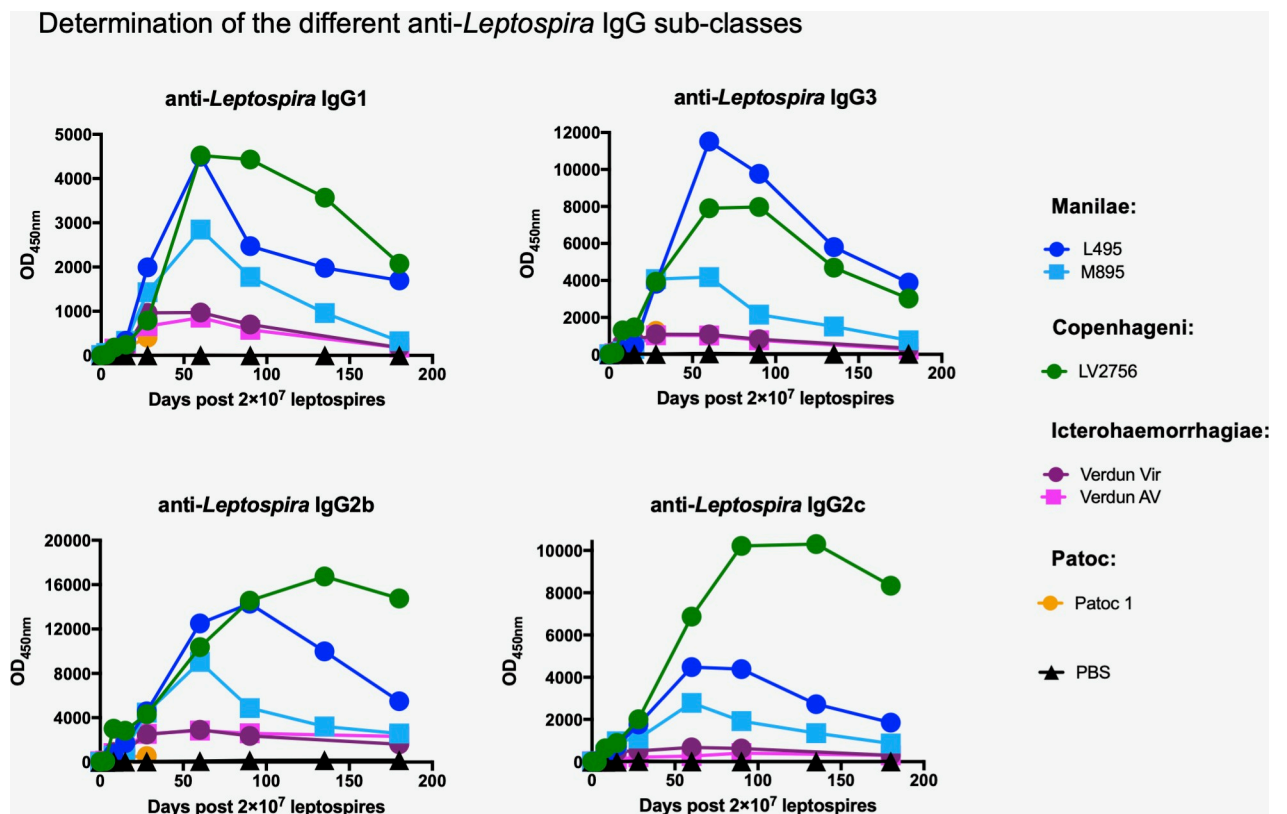 Determination of the different anti-Leptospira IgG sub-classes
anti-Leptospira IgG1
5000
4000
3000
2000
1000
0
OD450nm
0 50 100 150 200
Days post 2×10⁷ leptospires
anti-Leptospira IgG3
12000
10000
8000
6000
4000
2000
0
OD450nm
0 50 100 150 200
Days post 2×10⁷ leptospires
anti-Leptospira IgG2b
20000
16000
12000
8000
4000
0
OD450nm
0 50 100 150 200
Days post 2×10⁷ leptospires
anti-Leptospira IgG2c
10000
8000
6000
4000
2000
0
OD450nm
0 50 100 150 200
Days post 2×10⁷ leptospires
Manilae:
L495
M895
Copenhageni:
LV2756
Icterohaemorrhagiae:
Verdun Vir
Verdun AV
Patoc:
Patoc 1
PBS